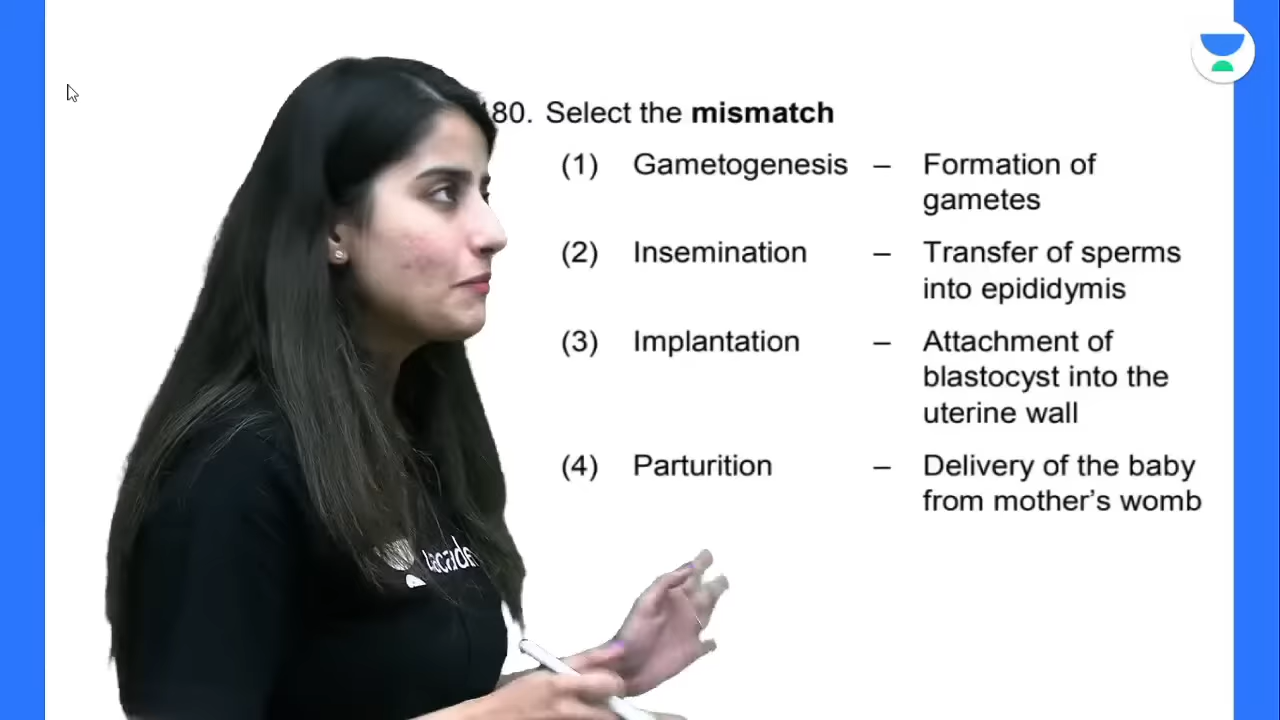 80. Select the mismatch
(1) Gametogenesis – Formation of
gametes
(2) Insemination – Transfer of sperms
into epididymis
(3) Implantation – Attachment of
blastocyst into the
uterine wall
(4) Parturition – Delivery of the baby
from mother's womb